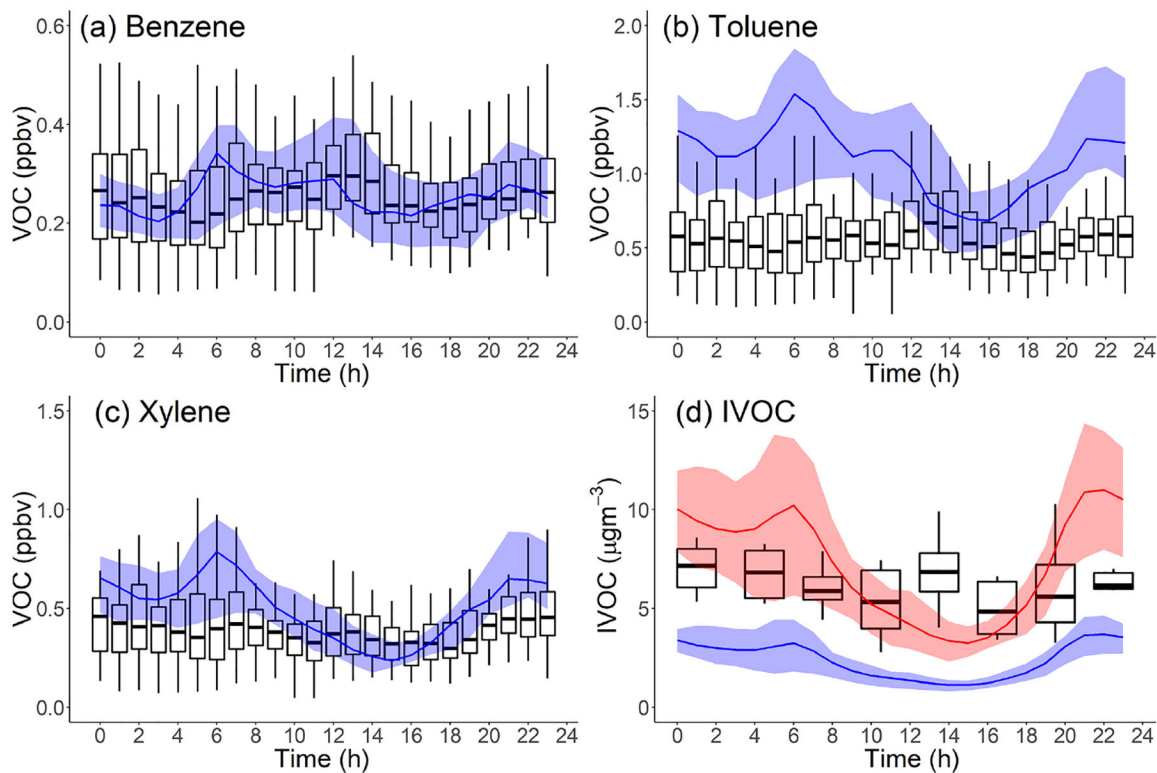 (a) Benzene
VOC (ppbv)
0.6
0.4
0.2
0.0
0 2 4 6 8 10 12 14 16 18 20 22 24
Time (h)
(b) Toluene
VOC (ppbv)
2.0
1.5
1.0
0.5
0.0
0 2 4 6 8 10 12 14 16 18 20 22 24
Time (h)
(c) Xylene
VOC (ppbv)
1.5
1.0
0.5
0.0
0 2 4 6 8 10 12 14 16 18 20 22 24
Time (h)
(d) IVOC
IVOC (μgm⁻³)
15
10
5
0
0 2 4 6 8 10 12 14 16 18 20 22 24
Time (h)